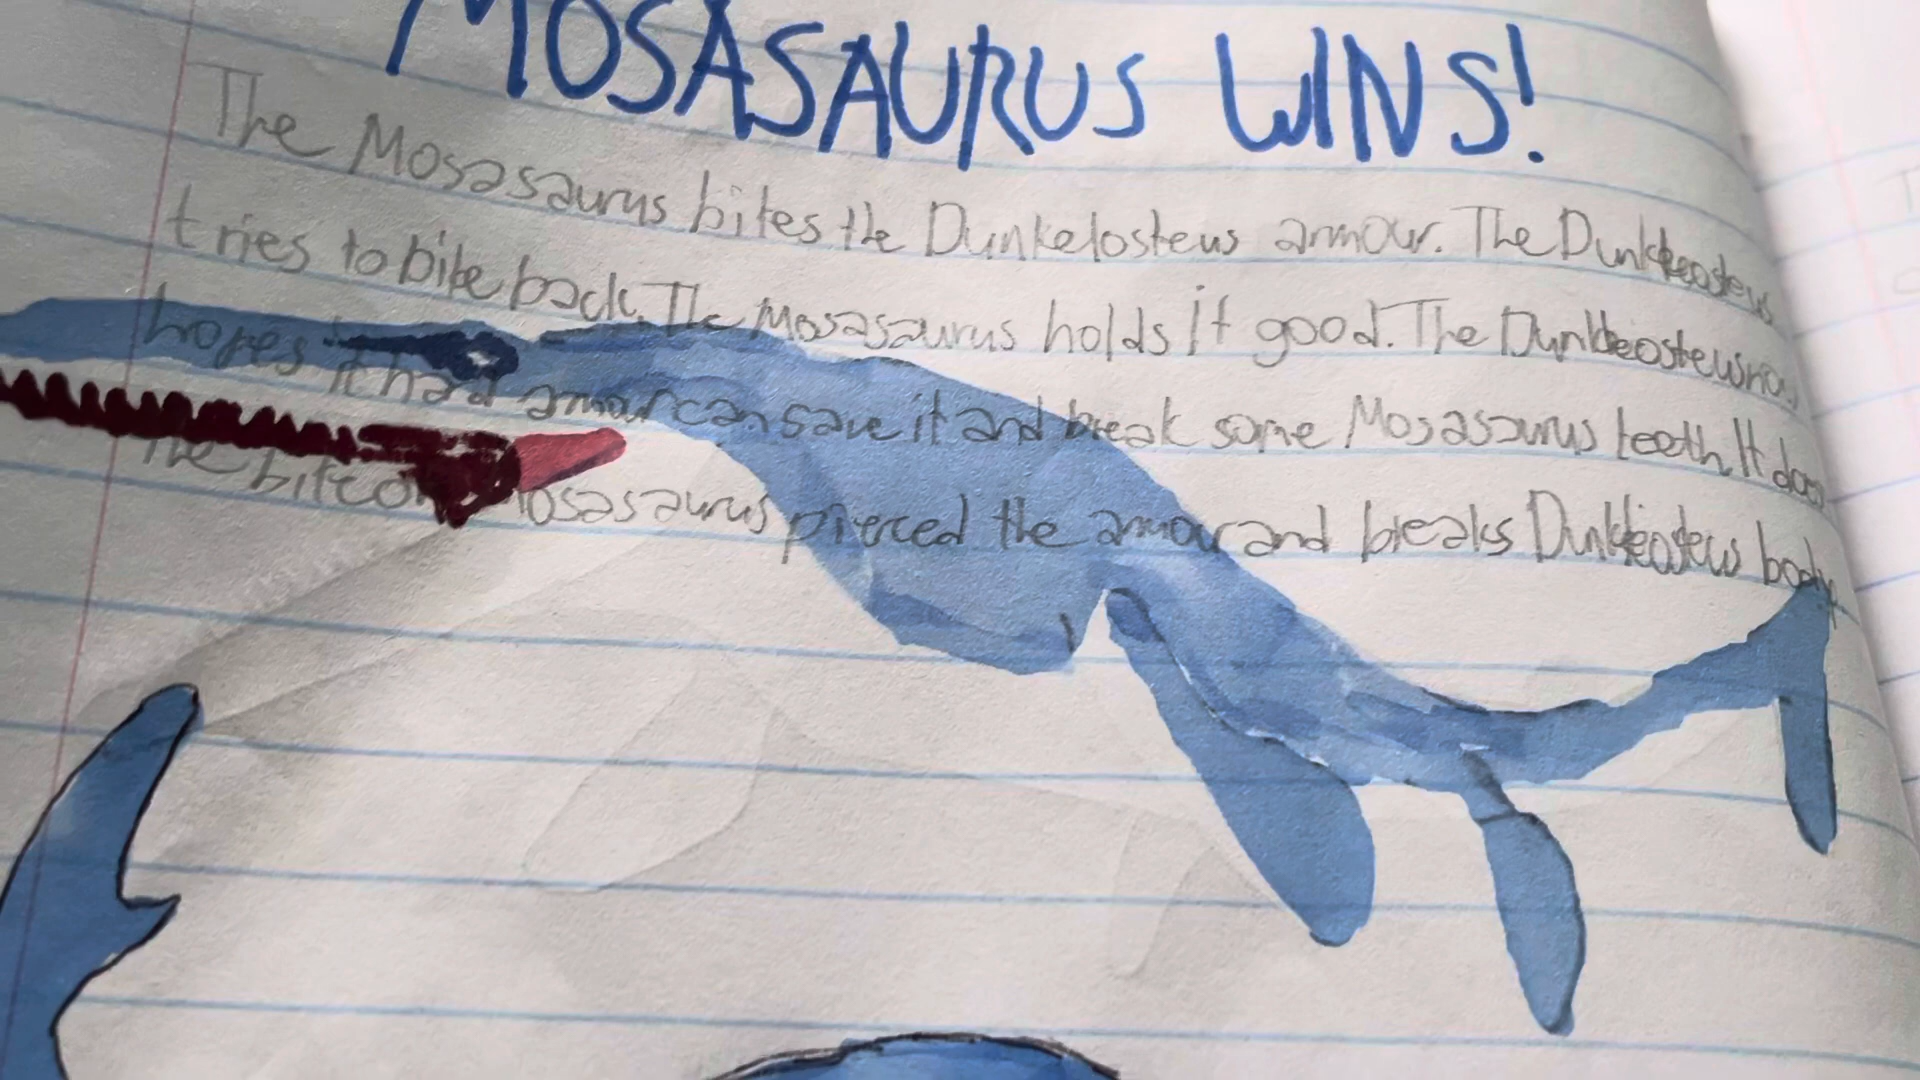 MOSASAURUS WINS!
The Mosasaurus bites the Dunkelosteus armour. The Dunkleosteus
tries to bite back. The Mosasaurus holds it good. The Dunkleosteus
hopes it had amour can save it and break some Mosasaurus teeth. It does
The bite of Mosasaurus pierced the amour and breaks Dunkleosteus body